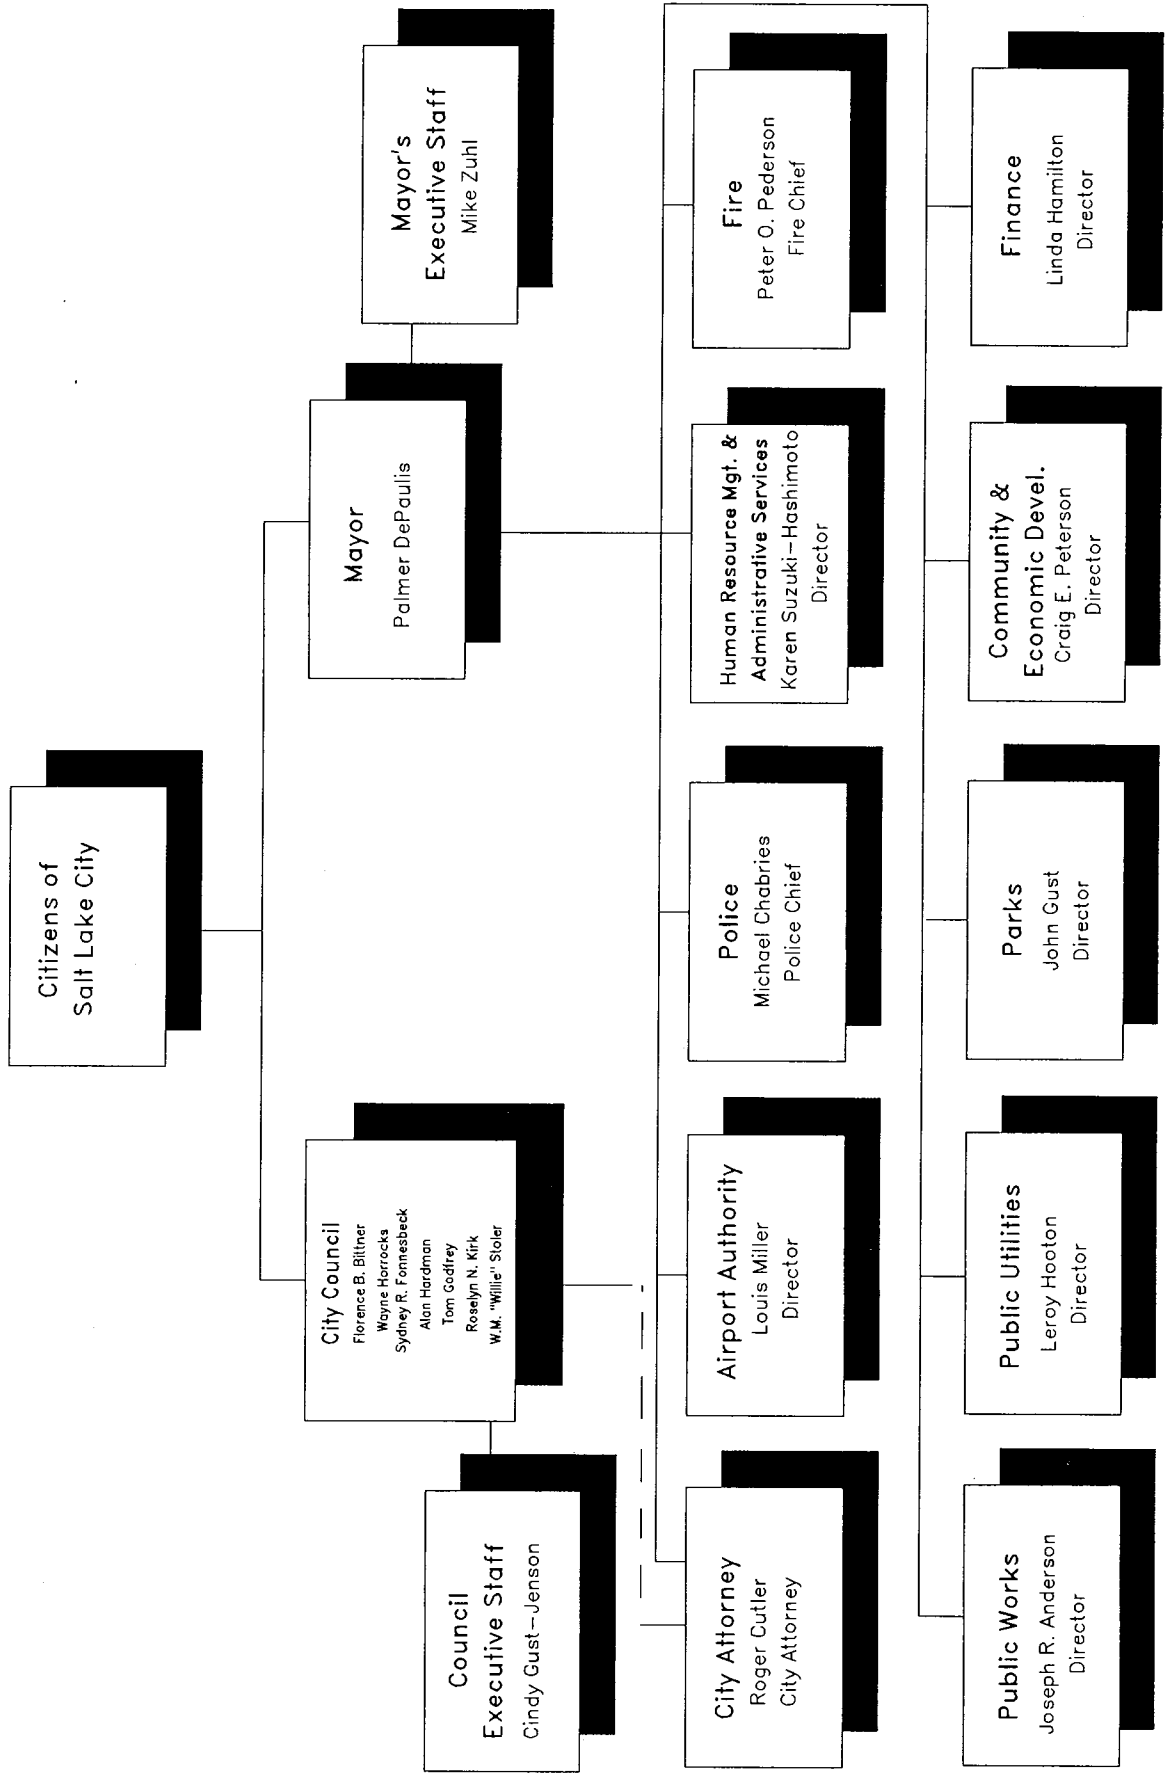 Citizens of
Salt Lake City
City Council
Florence B. Bittner
Wayne Horrocks
Sydney R. Fonnesbeck
Alan Hardman
Tom Godfrey
Roselyn N. Kirk
W.M. "Willie" Stoler
Mayor
Palmer DePaulis
Council
Executive Staff
Cindy Gust-Jenson
Mayor's
Executive Staff
Mike Zuhl
City Attorney
Roger Cutler
City Attorney
Airport Authority
Louis Miller
Director
Police
Michael Chabries
Police Chief
Human Resource Mgt. &
Administrative Services
Karen Suzuki-Hashimoto
Director
Fire
Peter O. Pederson
Fire Chief
Public Works
Joseph R. Anderson
Director
Public Utilities
Leroy Hooton
Director
Parks
John Gust
Director
Community &
Economic Devel.
Craig E. Peterson
Director
Finance
Linda Hamilton
Director